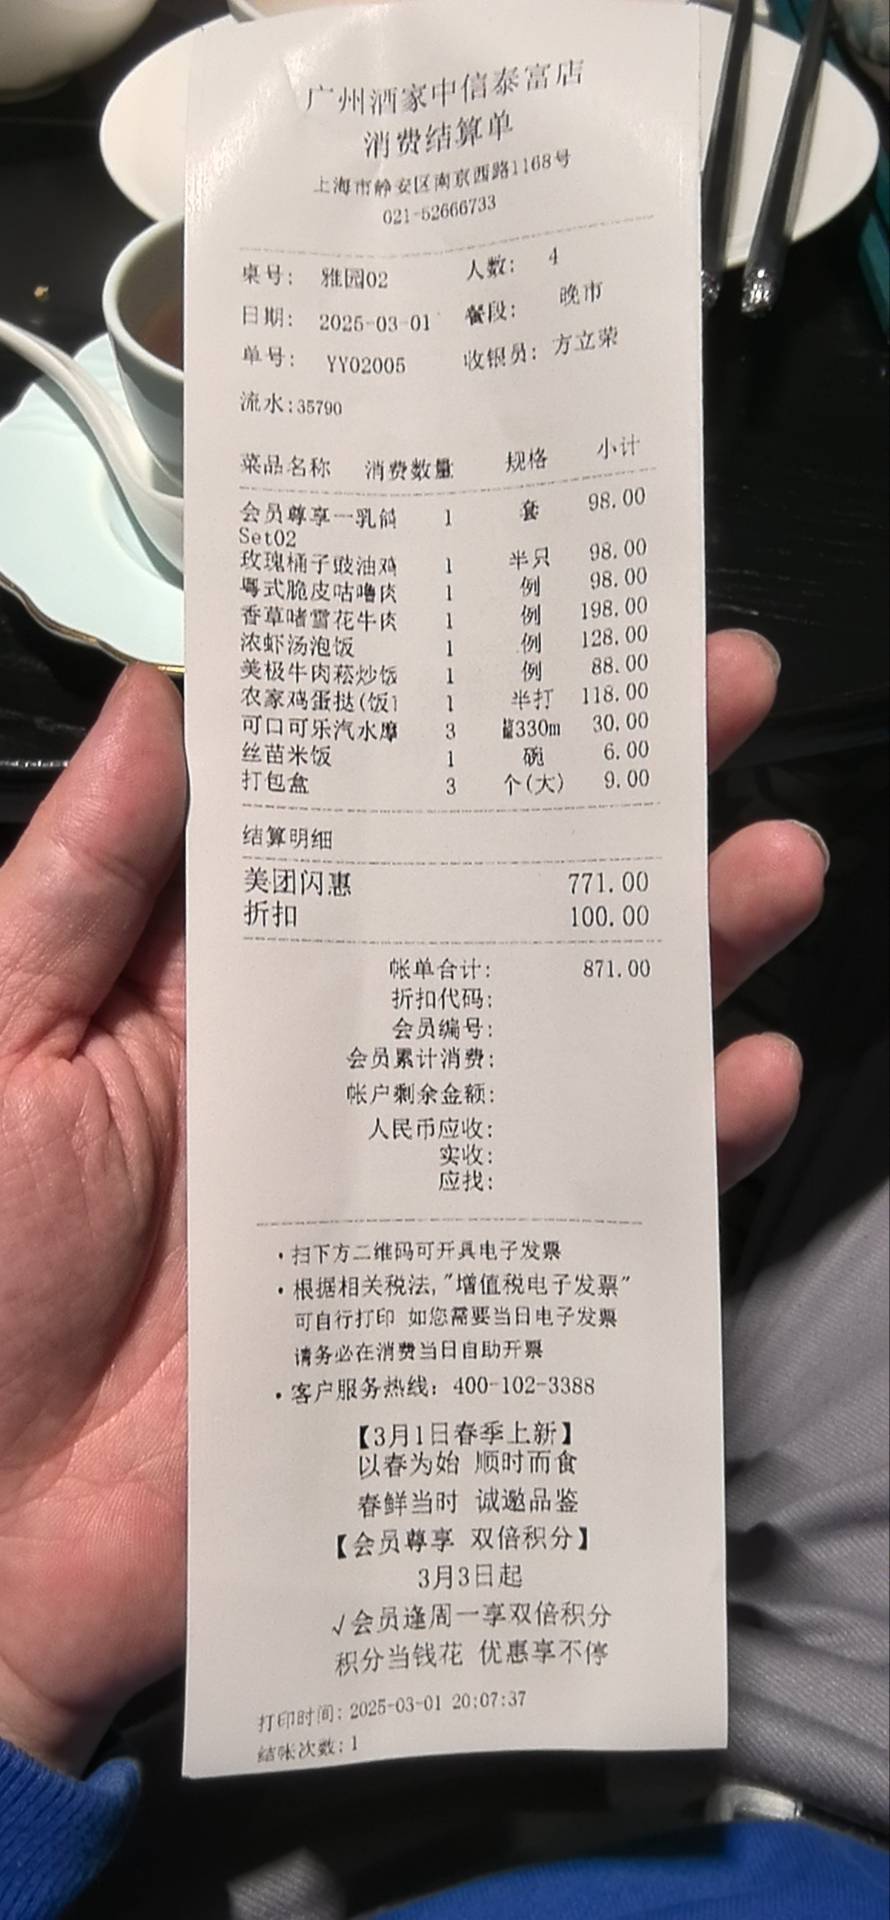 广州酒家中信泰富店
消费结算单
上海市静安区南京西路1168号
021-52666733
桌号: 雅园02 人数: 4
日期: 2025-03-01 餐段: 晚市
单号: YY02005 收银员: 方立荣
流水:35790
菜品名称 消费数量 规格 小计
会员尊享一乳鸽 1 套 98.00
Set02
玫瑰桶子豉油鸡 1 半只 98.00
粤式脆皮咕噜肉 1 例 98.00
香草啫雪花牛肉 1 例 198.00
浓虾汤泡饭 1 例 128.00
美极牛肉菘炒饭 1 例 88.00
农家鸡蛋挞(饭 1 半打 118.00
可口可乐汽水摩 3 罐330m 30.00
丝苗米饭 1 碗 6.00
打包盒 3 个(大) 9.00
结算明细
美团闪惠 771.00
折扣 100.00
帐单合计: 871.00
折扣代码:
会员编号:
会员累计消费:
帐户剩余金额:
人民币应收:
实收:
应找:
·扫下方二维码可开具电子发票
·根据相关税法,"增值税电子发票"
可自行打印 如您需要当日电子发票
请务必在消费当日自助开票
·客户服务热线: 400-102-3388
【3月1日春季上新】
以春为始 顺时而食
春鲜当时 诚邀品鉴
【会员尊享 双倍积分】
3月3日起
√会员逢周一享双倍积分
积分当钱花 优惠享不停
打印时间: 2025-03-01 20:07:37
结帐次数: 1